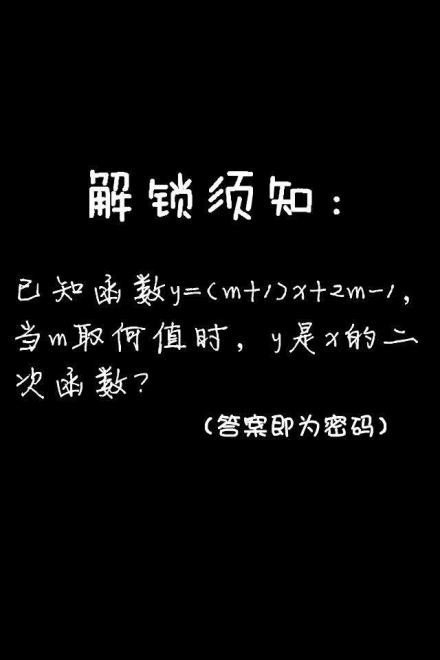 解锁须知：
已知函数y=(m+1)x+2m-1,
当m取何值时，y是x的二
次函数?
(答案即为密码)